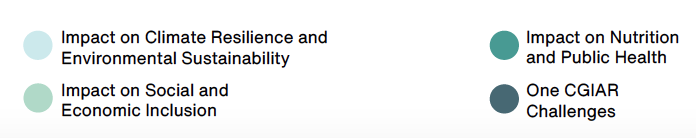 Impact on Climate Resilience and
Environmental Sustainability
Impact on Social and
Economic Inclusion
Impact on Nutrition
and Public Health
One CGIAR
Challenges